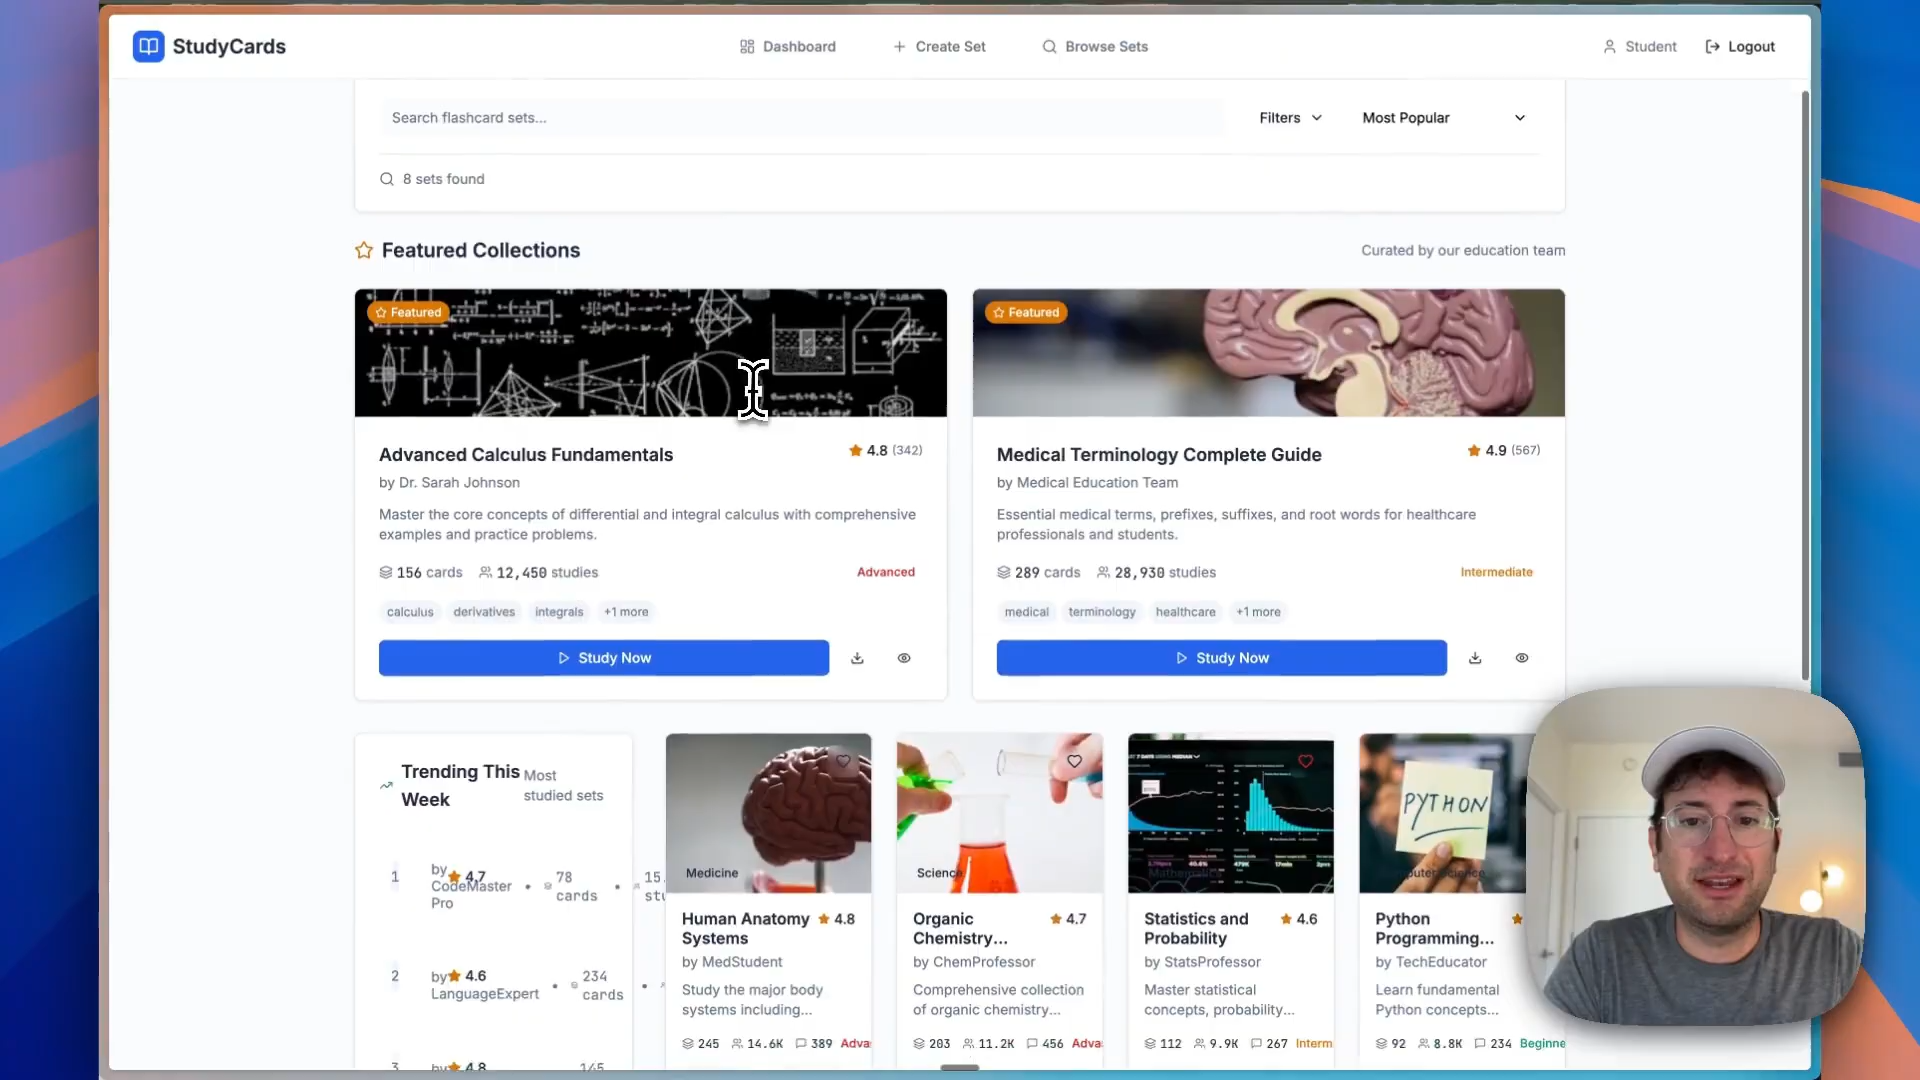 StudyCards
Dashboard
Create Set
Browse Sets
Student
Logout
Search flashcard sets...
Filters
Most Popular
8 sets found
Featured Collections
Curated by our education team
Featured
Featured
Advanced Calculus Fundamentals
4.8 (342)
by Dr. Sarah Johnson
Master the core concepts of differential and integral calculus with comprehensive
examples and practice problems.
156 cards
12,450 studies
Advanced
calculus
derivatives
integrals
+1 more
Study Now
Medical Terminology Complete Guide
4.9 (567)
by Medical Education Team
Essential medical terms, prefixes, suffixes, and root words for healthcare
professionals and students.
289 cards
28,930 studies
Intermediate
medical
terminology
healthcare
+1 more
Study Now
Trending This
Week
Most
studied sets
1
by
CodeMaster
Pro
4.7
•
78
cards
•
15.
2
by
LanguageExpert
4.6
•
234
cards
•
3
by
4.8
145
Medicine
Human Anatomy
Systems
4.8
by MedStudent
Study the major body
systems including...
245
14.6K
389
Adva
Science
Organic
Chemistry...
4.7
by ChemProfessor
Comprehensive collection
of organic chemistry...
203
11.2K
456
Adva
Mathematics
Statistics and
Probability
4.6
by StatsProfessor
Master statistical
concepts, probability...
112
9.9K
267
Interm
PYTHON
Python
Programming...
by TechEducator
Learn fundamental
Python concepts...
92
8.8K
234
Beginne